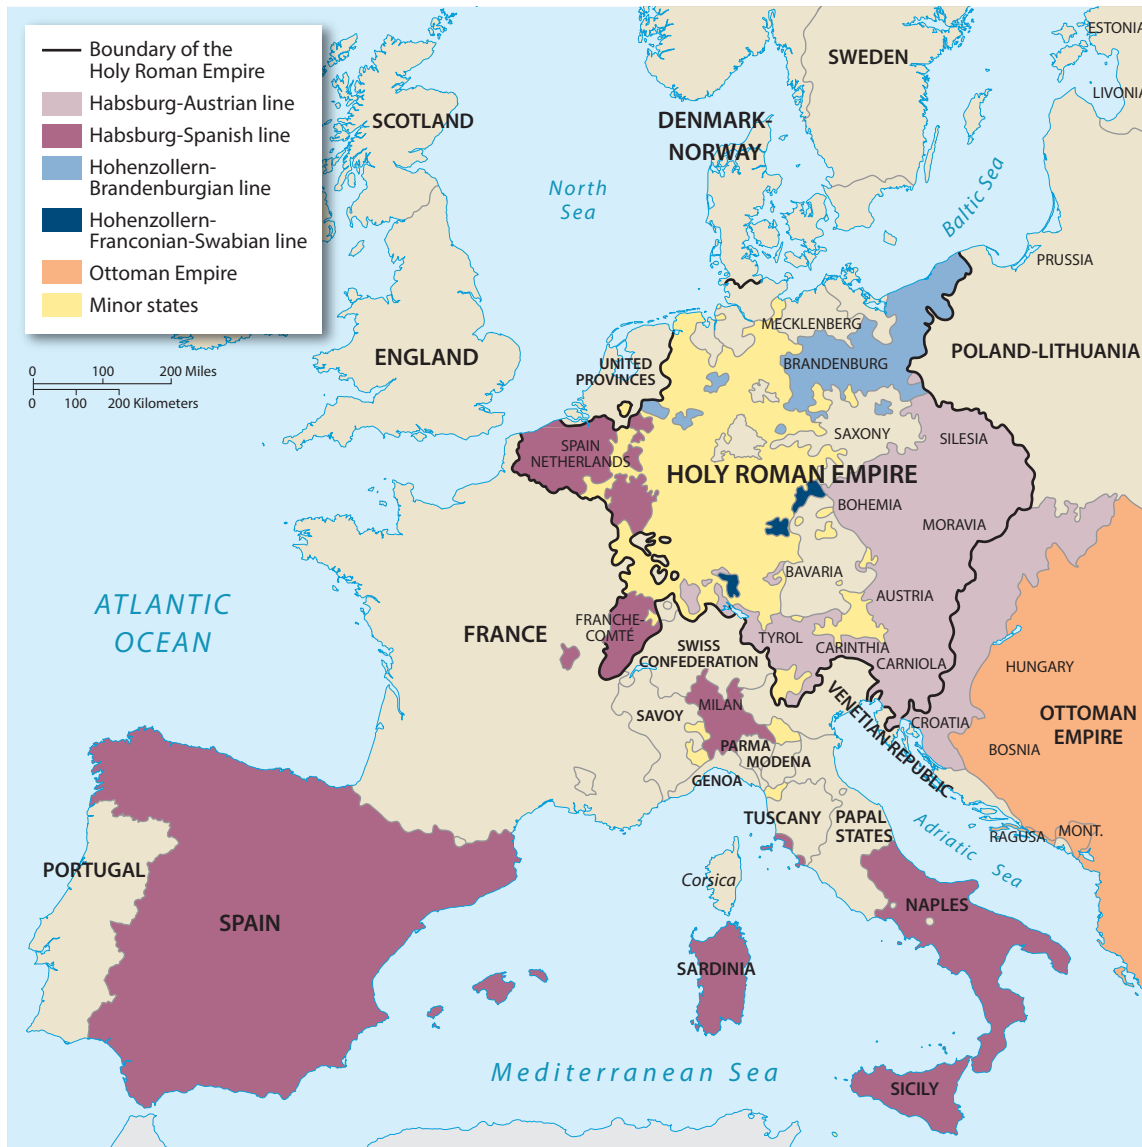 Boundary of the
Holy Roman Empire
Habsburg-Austrian line
Habsburg-Spanish line
Hohenzollern-
Brandenburgian line
Hohenzollern-
Franconian-Swabian line
Ottoman Empire
Minor states
0 100 200 Miles
0 100 200 Kilometers
ESTONIA
SWEDEN
LIVONIA
SCOTLAND
DENMARK-
NORWAY
North
Sea
Baltic Sea
PRUSSIA
MECKLENBERG
ENGLAND
UNITED
PROVINCES
BRANDENBURG
POLAND-LITHUANIA
SAXONY
SILESIA
SPAIN
NETHERLANDS
HOLY ROMAN EMPIRE
BOHEMIA
MORAVIA
BAVARIA
AUSTRIA
ATLANTIC
OCEAN
FRANCE
FRANCHE-
COMTÉ
SWISS
CONFEDERATION
TYROL
CARINTHIA
CARNIOLA
HUNGARY
SAVOY
MILAN
VENETIAN REPUBLIC
CROATIA
OTTOMAN
EMPIRE
BOSNIA
PARMA
MODENA
GENOA
TUSCANY
PAPAL
STATES
Adriatic Sea
RAGUSA
MONT.
PORTUGAL
Corsica
SPAIN
NAPLES
SARDINIA
Mediterranean Sea
SICILY